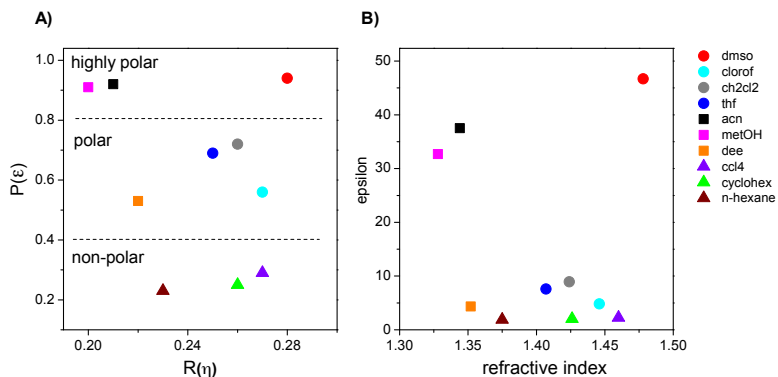 A)
highly polar
polar
non-polar
P(ε)
1.0
0.8
0.6
0.4
0.2
0.20
0.24
0.28
R(η)
B)
epsilon
50
40
30
20
10
0
1.30
1.35
1.40
1.45
1.50
refractive index
dmso
clorof
ch2cl2
thf
acn
metOH
dee
ccl4
cyclohex
n-hexane